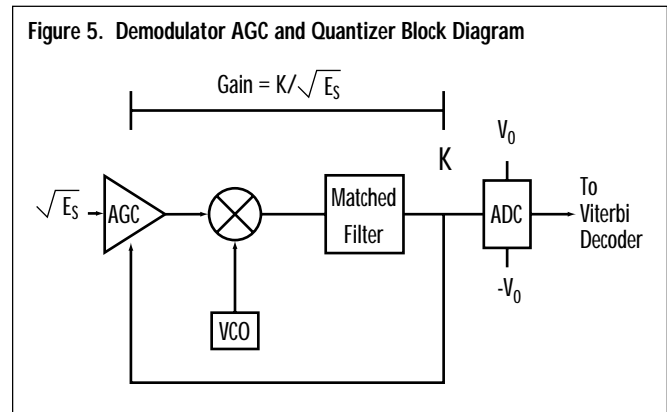 Figure 5. Demodulator AGC and Quantizer Block Diagram
Gain = K/√E_S
K
V_0
√E_S
AGC
Matched
Filter
ADC
To
Viterbi
Decoder
-V_0
VCO